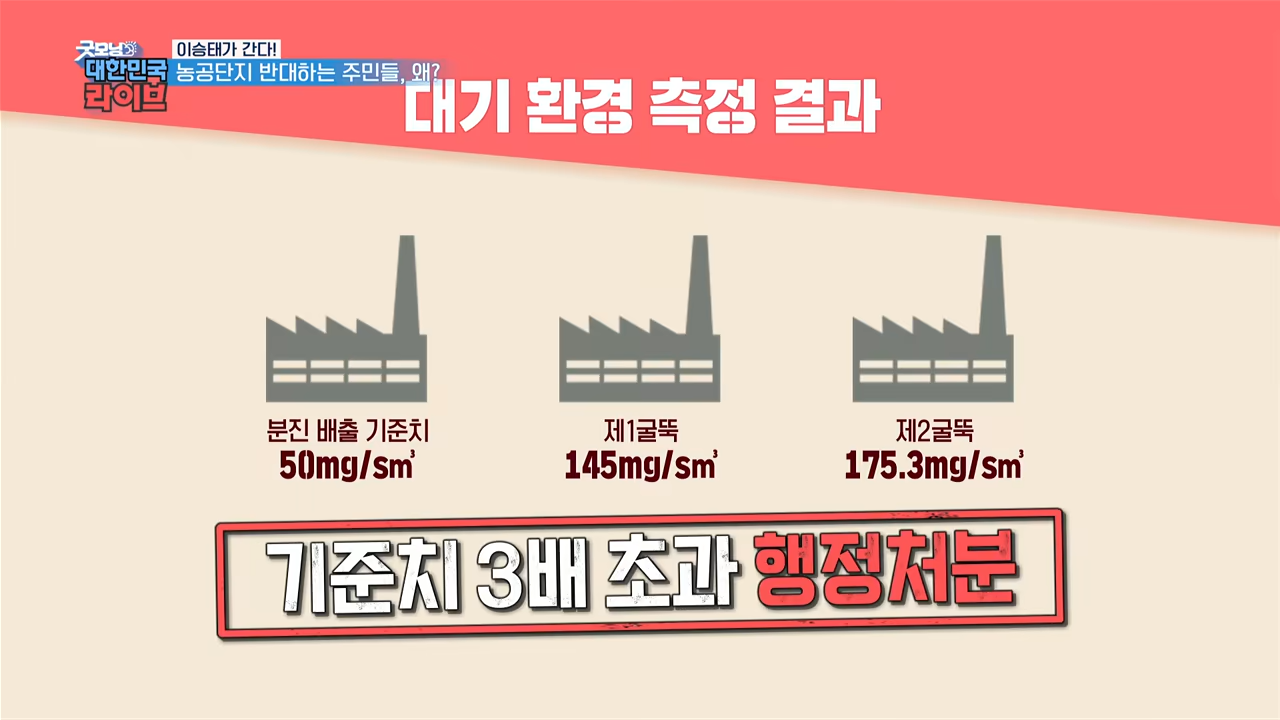 굿모닝
대한민국
라이브
이승태가 간다!
농공단지 반대하는 주민들, 왜?
대기 환경 측정 결과
분진 배출 기준치
50mg/s㎥
제1굴뚝
145mg/s㎥
제2굴뚝
175.3mg/s㎥
기준치 3배 초과 행정처분